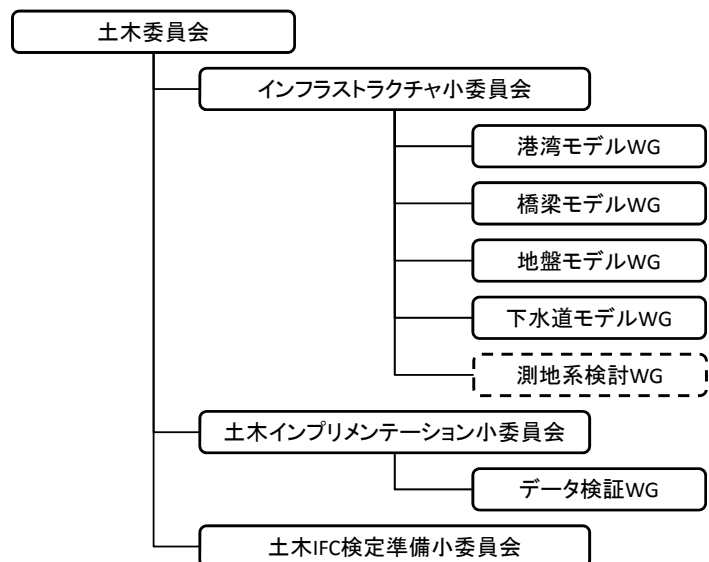 土木委員会
インフラストラクチャ小委員会
港湾モデルWG
橋梁モデルWG
地盤モデルWG
下水道モデルWG
測地系検討WG
土木インプリメンテーション小委員会
データ検証WG
土木IFC検定準備小委員会